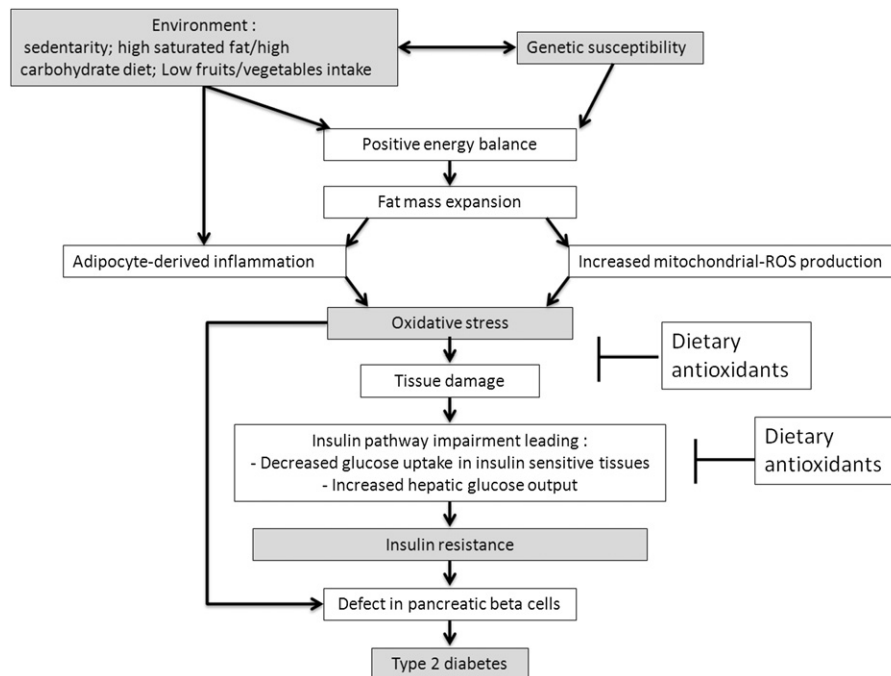 Environment :
sedentarity; high saturated fat/high
carbohydrate diet; Low fruits/vegetables intake
Genetic susceptibility
Positive energy balance
Fat mass expansion
Adipocyte-derived inflammation
Increased mitochondrial-ROS production
Oxidative stress
Dietary
antioxidants
Tissue damage
Insulin pathway impairment leading :
- Decreased glucose uptake in insulin sensitive tissues
- Increased hepatic glucose output
Dietary
antioxidants
Insulin resistance
Defect in pancreatic beta cells
Type 2 diabetes